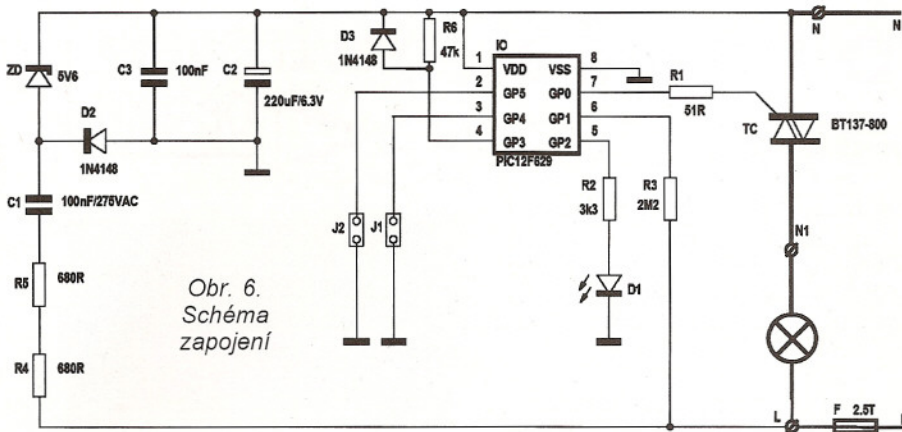 D3
1N4148
R6
47k
IO
N
N
ZD
5V6
C3
100nF
C2
220uF/6.3V
1
VDD
VSS
8
2
GP5
GP0
7
3
GP4
GP1
6
4
GP3
GP2
5
PIC12F629
R1
51R
TC
BT137-800
D2
1N4148
C1
100nF/275VAC
R2
3k3
R3
2M2
J2
J1
N1
R5
680R
D1
Obr. 6.
Schéma
zapojení
R4
680R
L
F 2.5T